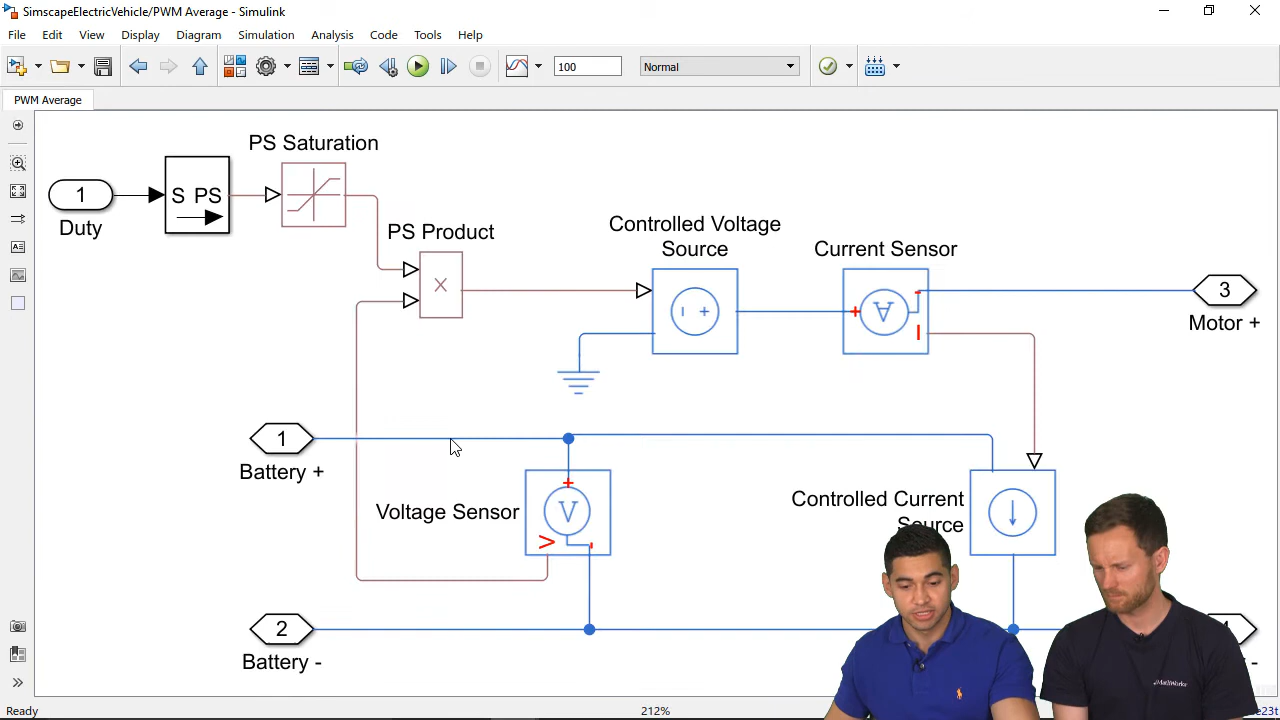 SimscapeElectricVehicle/PWM Average - Simulink
File Edit View Display Diagram Simulation Analysis Code Tools Help
100
Normal
PWM Average
PS Saturation
1
S PS
Duty
PS Product
×
Controlled Voltage
Source
Current Sensor
A
I
3
Motor +
1
Battery +
Voltage Sensor
V
V
Controlled Current
Source
2
Battery -
MathWorks
Ready
212%
e23t